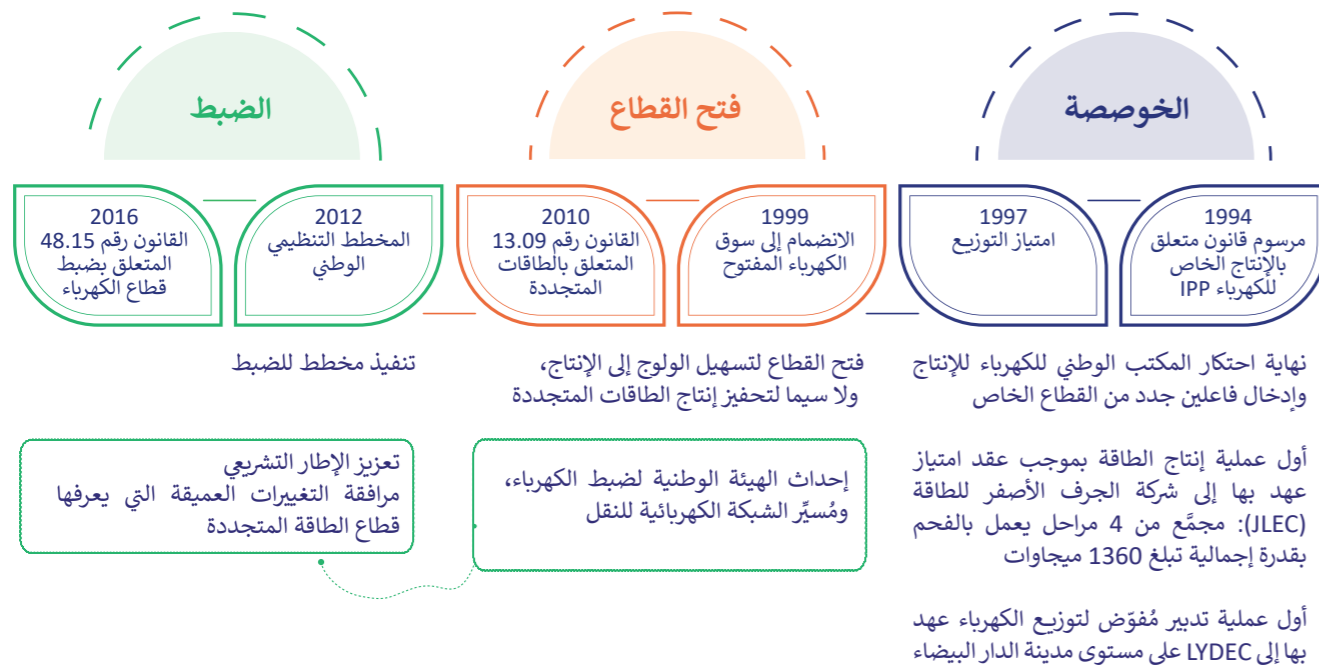 الخوصصة
فتح القطاع
الضبط
1994
مرسوم قانون متعلق
بالإنتاج الخاص
للكهرباء IPP
1997
امتياز التوزيع
1999
الانضمام إلى سوق
الكهرباء المفتوح
2010
القانون رقم 13.09
المتعلق بالطاقات
المتجددة
2012
المخطط التنظيمي
الوطني
2016
القانون رقم 48.15
المتعلق بضبط
قطاع الكهرباء
نهاية احتكار المكتب الوطني للكهرباء للإنتاج
وإدخال فاعلين جدد من القطاع الخاص
أول عملية إنتاج الطاقة بموجب عقد امتياز
عهد بها إلى شركة الجرف الأصفر للطاقة
(JLEC): مجمَّع من 4 مراحل يعمل بالفحم
بقدرة إجمالية تبلغ 1360 ميجاوات
أول عملية تدبير مُفوّض لتوزيع الكهرباء عهد
بها إلى LYDEC على مستوى مدينة الدار البيضاء
فتح القطاع لتسهيل الولوج إلى الإنتاج،
ولا سيما لتحفيز إنتاج الطاقات المتجددة
إحداث الهيئة الوطنية لضبط الكهرباء،
ومُسيِّر الشبكة الكهربائية للنقل
تنفيذ مخطط للضبط
تعزيز الإطار التشريعي
مرافقة التغييرات العميقة التي يعرفها
قطاع الطاقة المتجددة